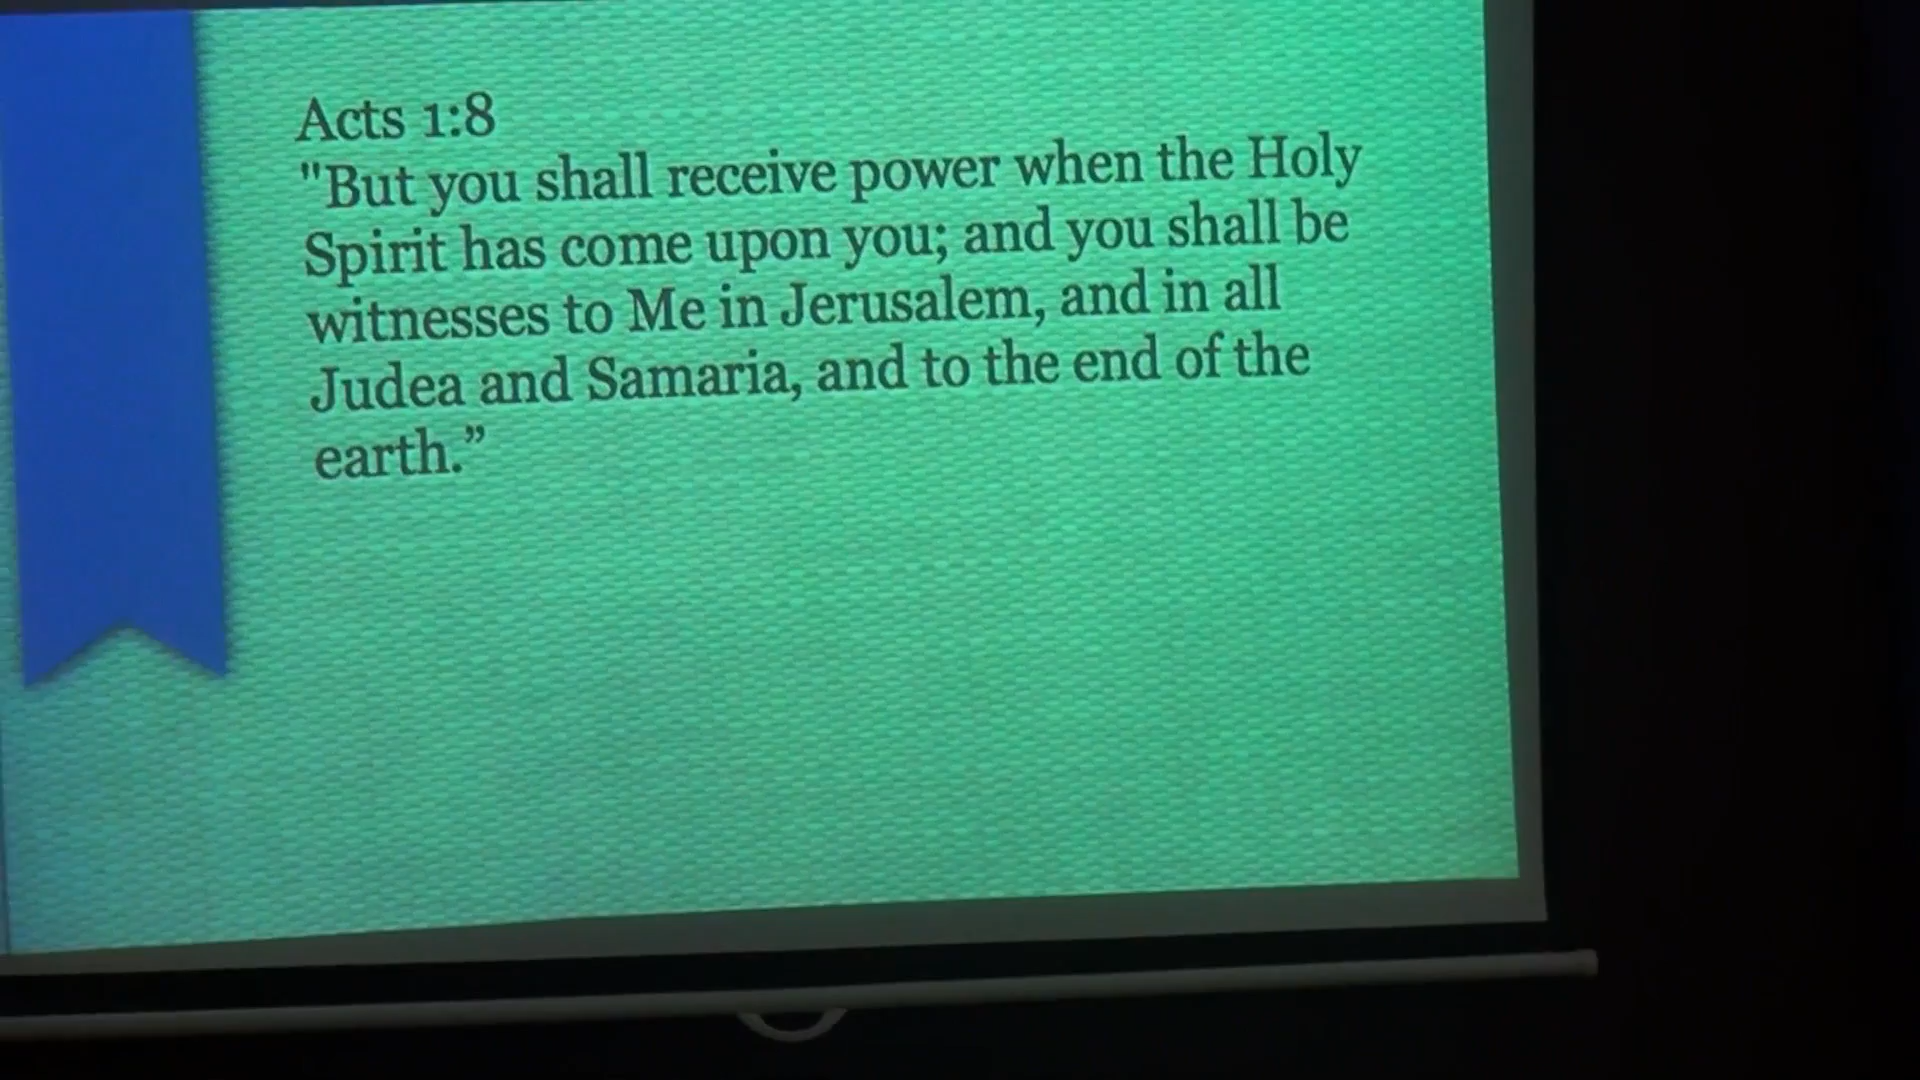 Acts 1:8
"But you shall receive power when the Holy
Spirit has come upon you; and you shall be
witnesses to Me in Jerusalem, and in all
Judea and Samaria, and to the end of the
earth.”